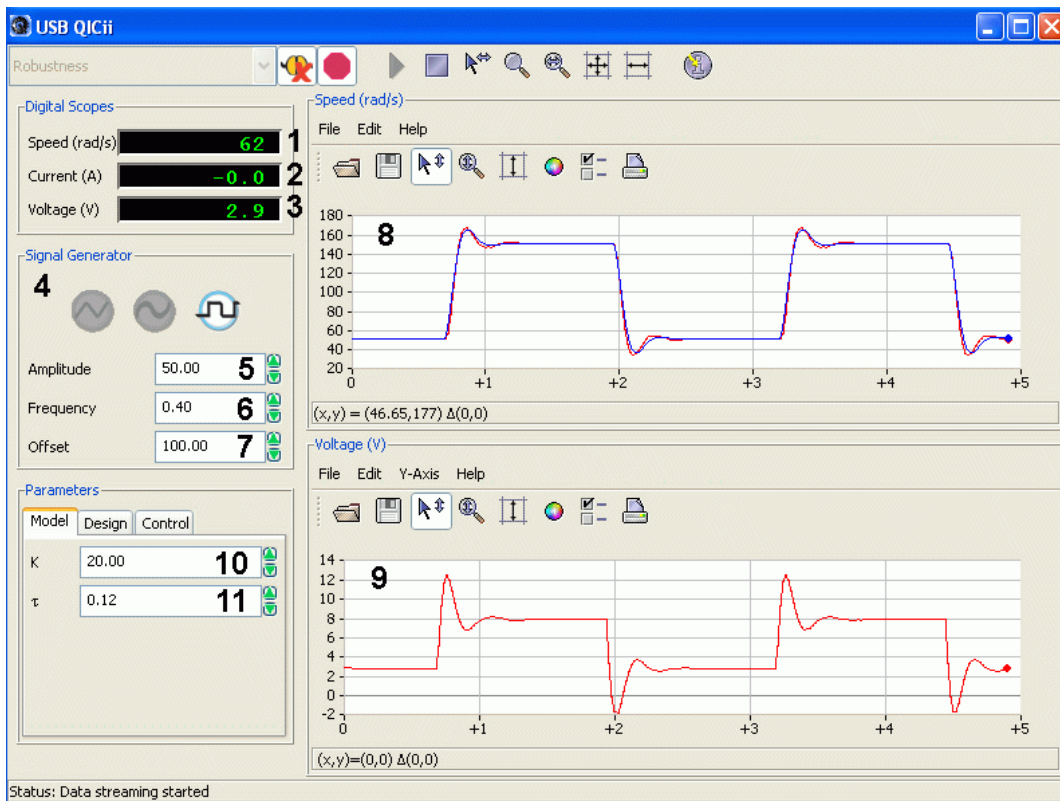 USB QICii
Robustness
Digital Scopes
Speed (rad/s) 62 1
Current (A) -0.0 2
Voltage (V) 2.9 3
Signal Generator
4
Amplitude 50.00 5
Frequency 0.40 6
Offset 100.00 7
Parameters
Model Design Control
K 20.00 10
τ 0.12 11
Speed (rad/s)
File Edit Help
8
180
160
140
120
100
80
60
40
20
0 +1 +2 +3 +4 +5
(x,y) = (46.65,177) Δ(0,0)
Voltage (V)
File Edit Y-Axis Help
9
14
12
10
8
6
4
2
0
-2
0 +1 +2 +3 +4 +5
(x,y)=(0,0) Δ(0,0)
Status: Data streaming started